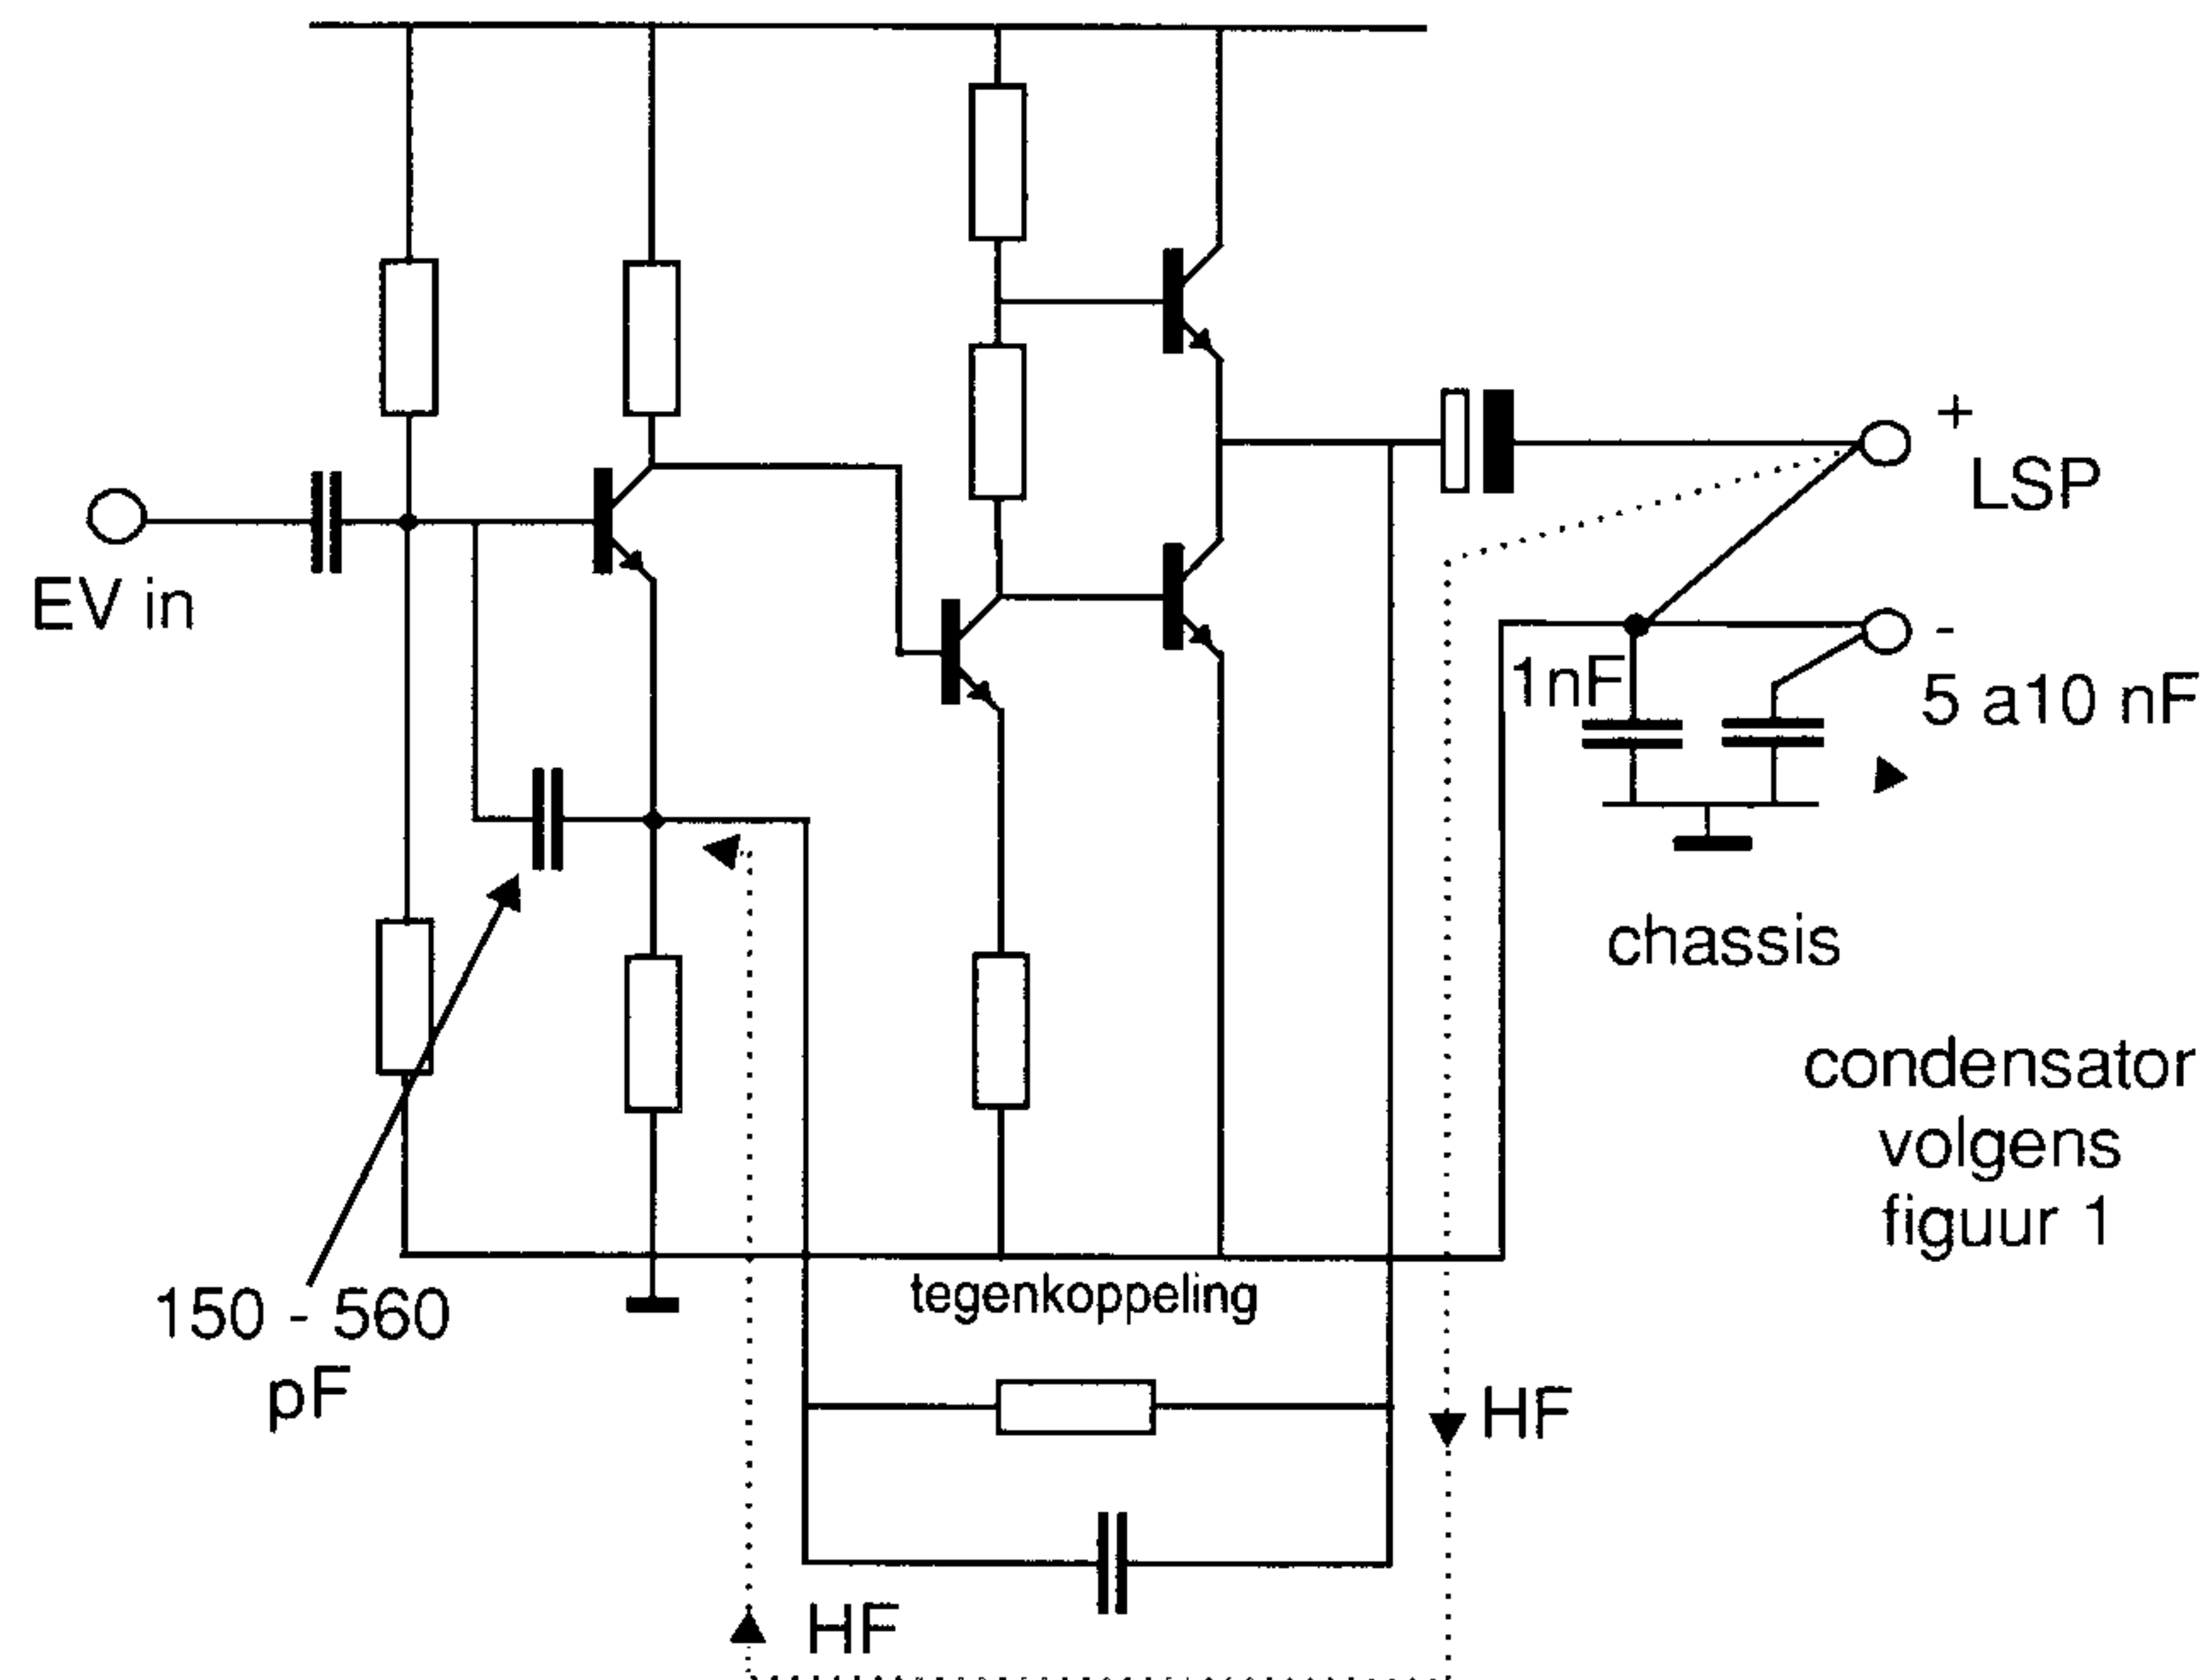 +
LSP
EV in
-
1nF
5 a10 nF
chassis
condensator
volgens
figuur 1
150 - 560
pF
tegenkoppeling
HF
HF